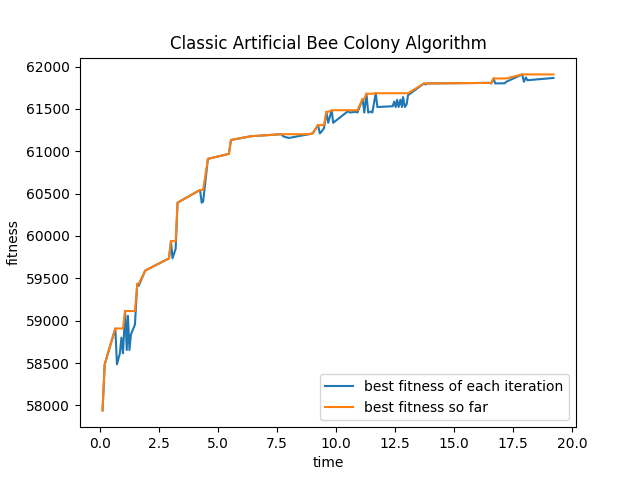 Classic Artificial Bee Colony Algorithm
62000
61500
61000
60500
60000
59500
59000
58500
58000
fitness
best fitness of each iteration
best fitness so far
0.0 2.5 5.0 7.5 10.0 12.5 15.0 17.5 20.0
time